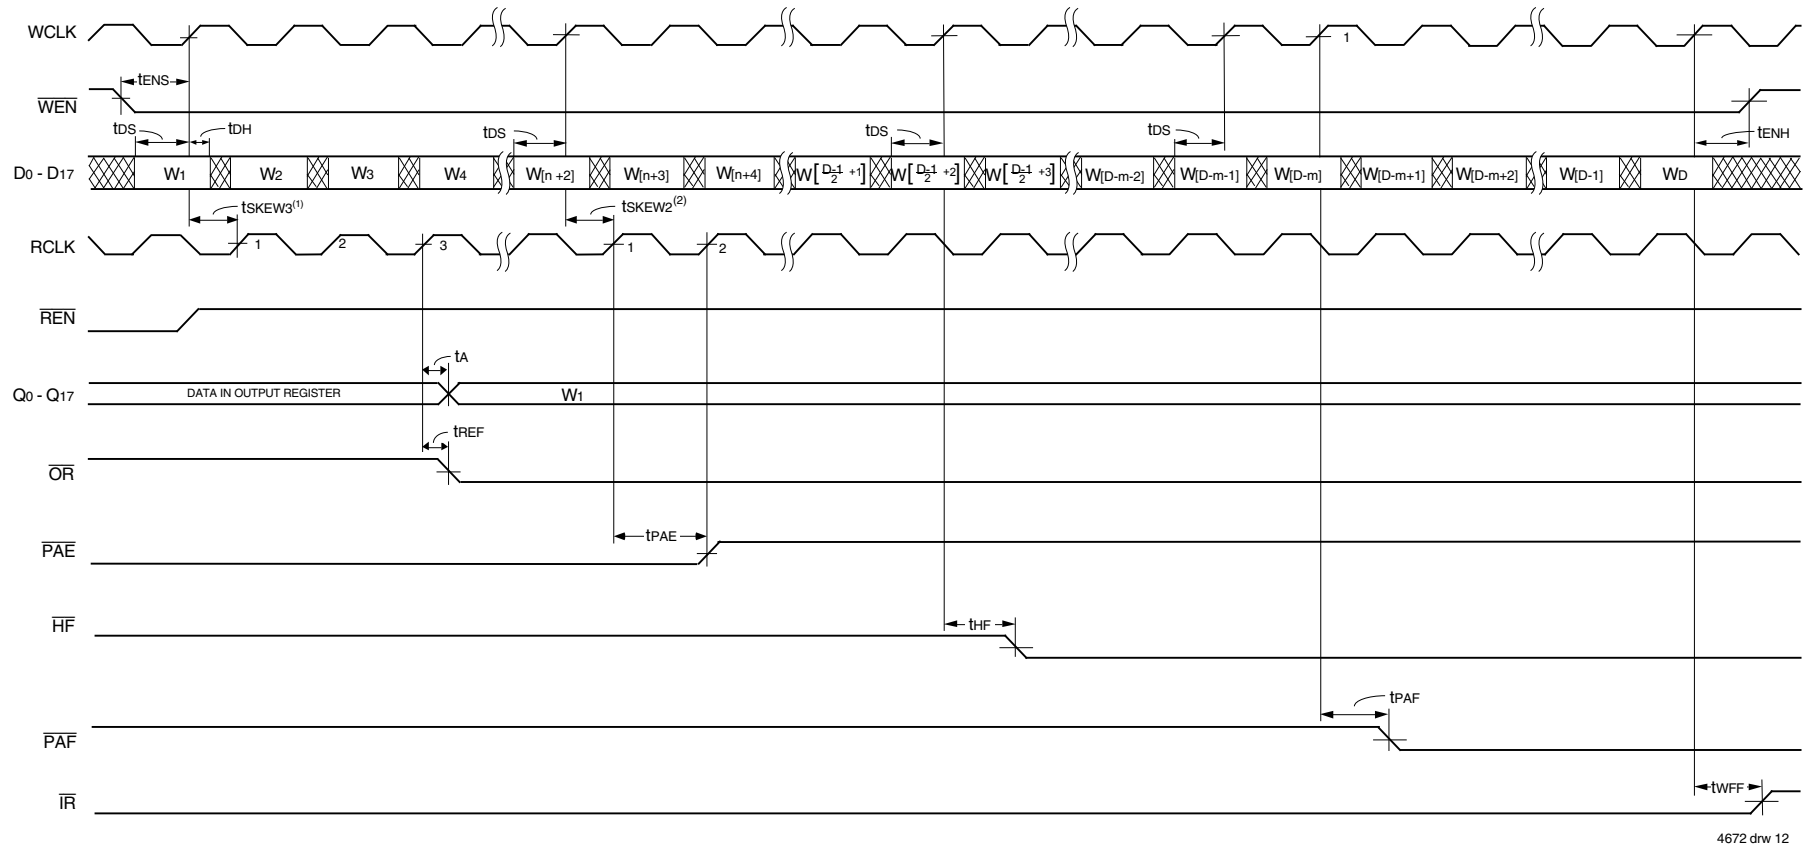 WCLK
1
tENS
WEN
tDS
tDH
tDS
tDS
tDS
tENH
D0 - D17
W1
W2
W3
W4
W[n +2]
W[n+3]
W[n+4]
W[D-1/2 +1]
W[D-1/2 +2]
W[D-1/2 +3]
W[D-m-2]
W[D-m-1]
W[D-m]
W[D-m+1]
W[D-m+2]
W[D-1]
WD
tSKEW3(1)
tSKEW2(2)
RCLK
1
2
3
1
2
REN
tA
Q0 - Q17
DATA IN OUTPUT REGISTER
W1
tREF
OR
tPAE
PAE
HF
tHF
tPAF
PAF
tWFF
IR
4672 drw 12